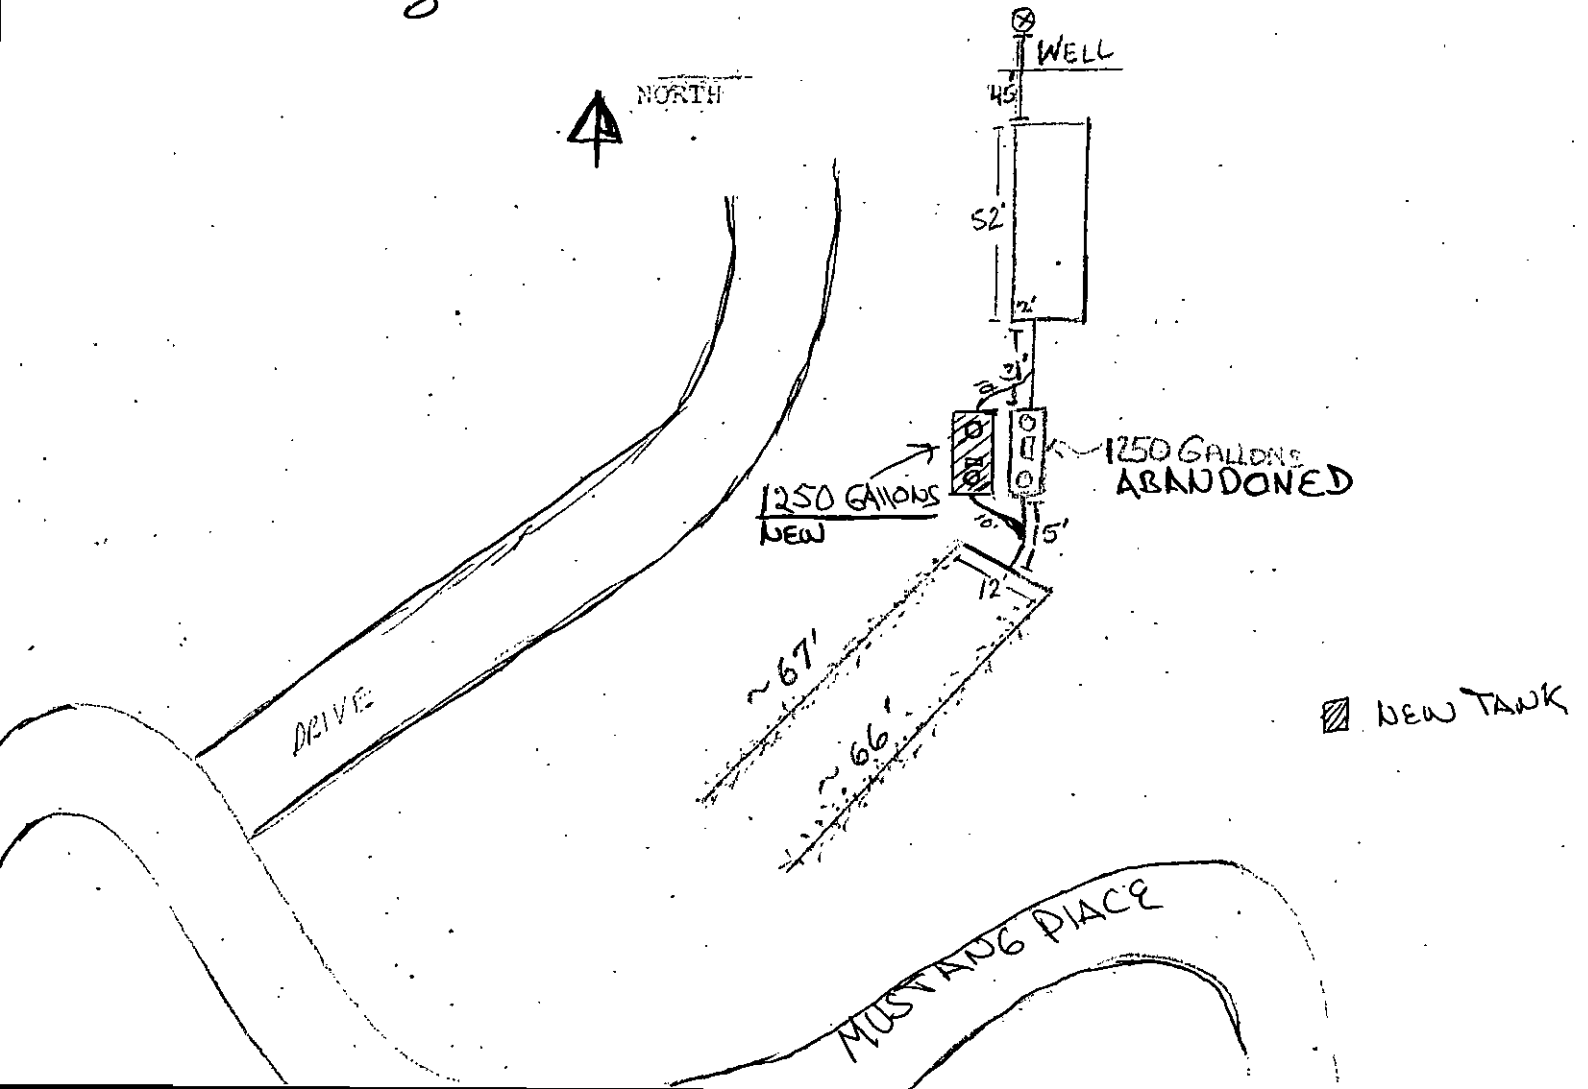 WELL
NORTH
45'
52'
2'
1250 GALLONS
ABANDONED
1250 GALLONS
NEW
5'
12'
~67'
~66'
NEW TANK
DRIVE
MUSTANG PLACE